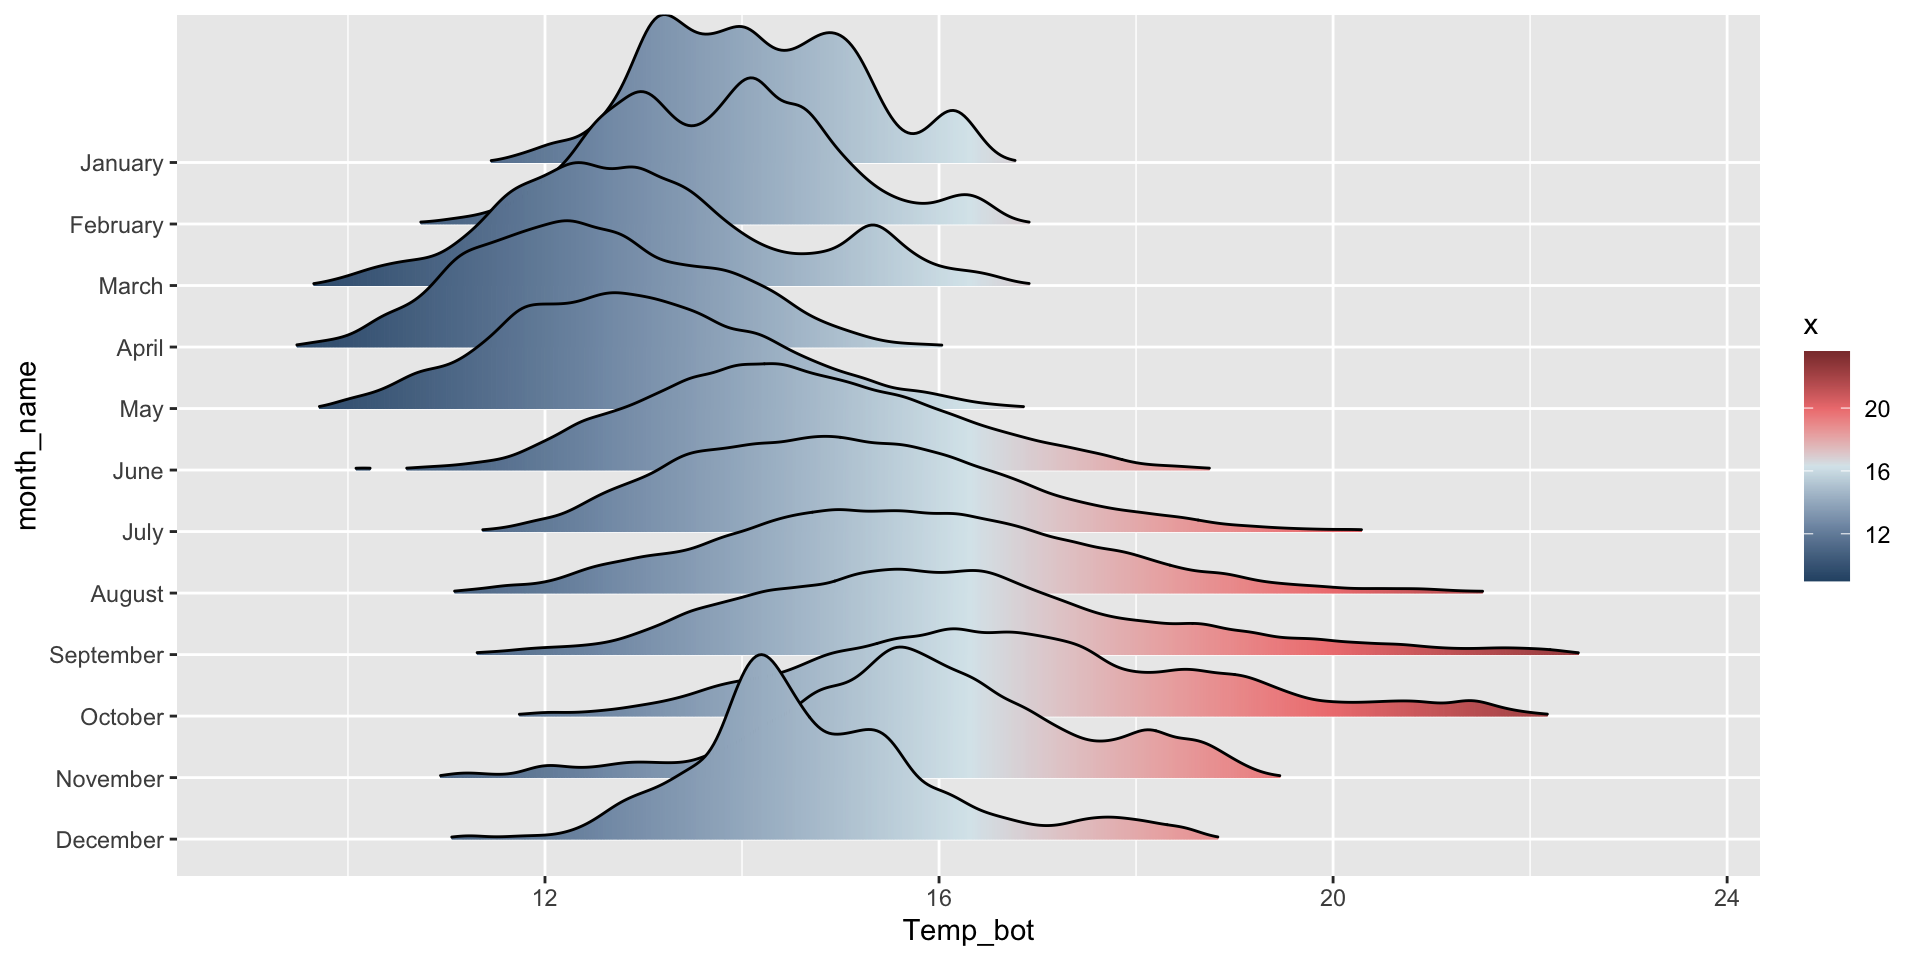 January
February
March
April
May
June
July
August
September
October
November
December
month_name
12
16
20
24
Temp_bot
x
20
16
12